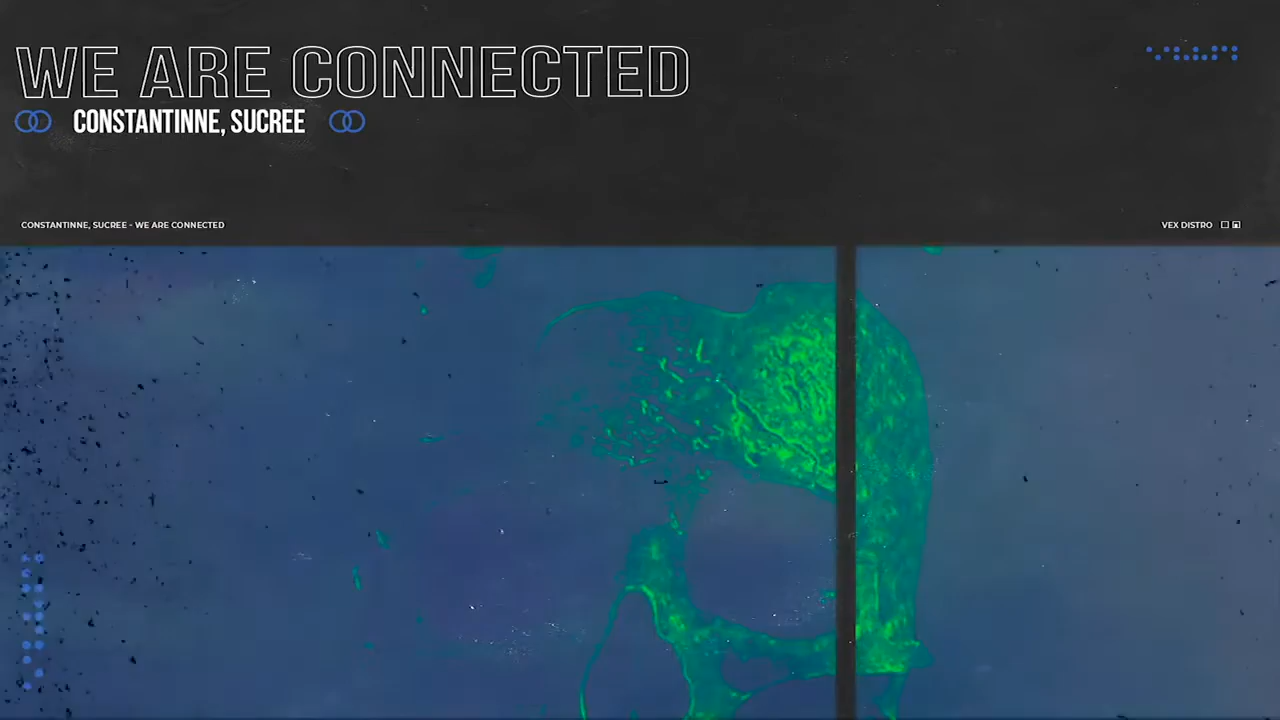 WE ARE CONNECTED
CONSTANTINNE, SUCREE
CONSTANTINNE, SUCREE - WE ARE CONNECTED
VEX DISTRO